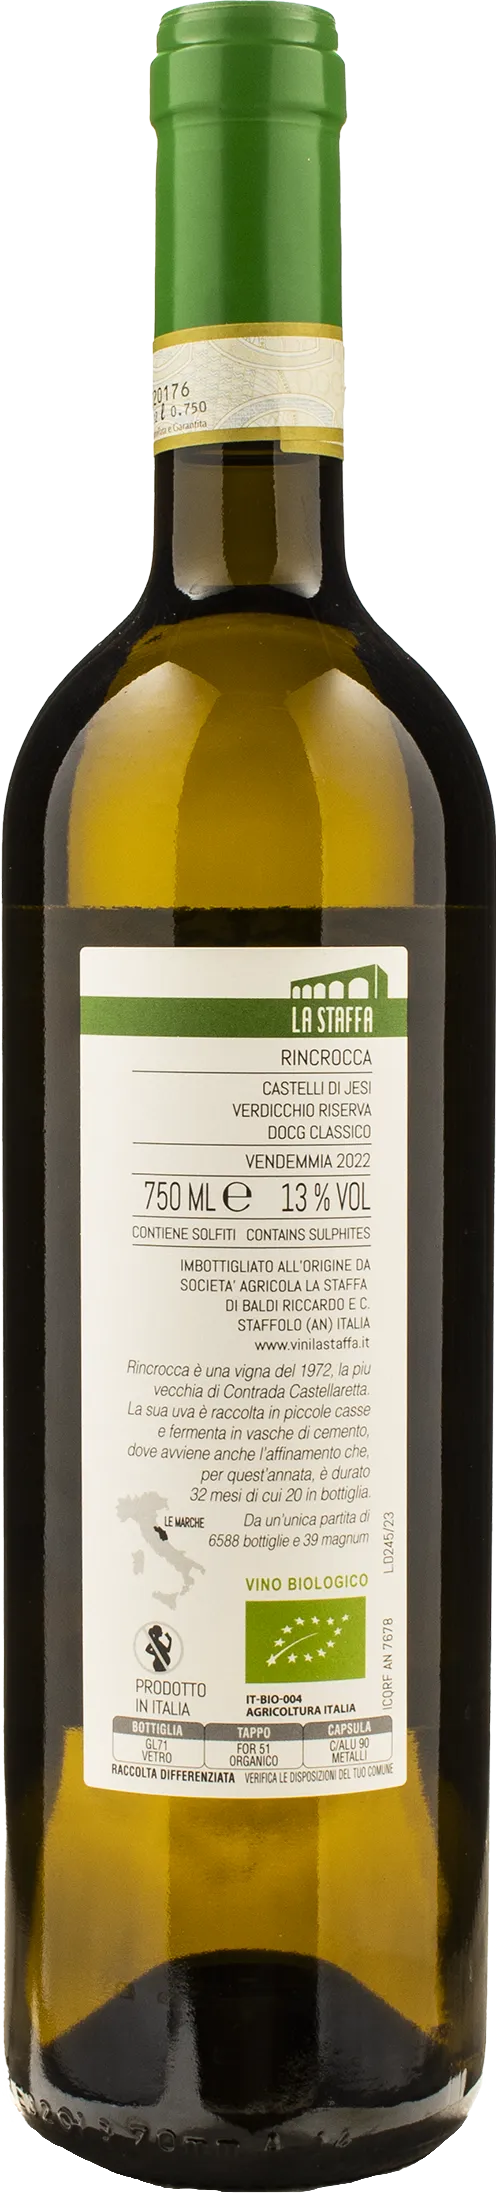 20176
ℓ 0.750
e Garantita
LA STAFFA
RINCROCCA
CASTELLI DI JESI
VERDICCHIO RISERVA
DOCG CLASSICO
VENDEMMIA 2022
750 ML ℮ 13 % VOL
CONTIENE SOLFITI CONTAINS SULPHITES
IMBOTTIGLIATO ALL'ORIGINE DA
SOCIETA' AGRICOLA LA STAFFA
DI BALDI RICCARDO E C.
STAFFOLO (AN) ITALIA
www.vinilastaffa.it
Rincrocca è una vigna del 1972, la piu
vecchia di Contrada Castellaretta.
La sua uva è raccolta in piccole casse
e fermenta in vasche di cemento,
dove avviene anche l'affinamento che,
per quest'annata, è durato
32 mesi di cui 20 in bottiglia.
Da un'unica partita di
6588 bottiglie e 39 magnum
LE MARCHE
VINO BIOLOGICO
IT-BIO-004
AGRICOLTURA ITALIA
PRODOTTO
IN ITALIA
ICQRF AN 7678 L.D245/23
BOTTIGLIA TAPPO CAPSULA
GL71 FOR 51 C/ALU 90
VETRO ORGANICO METALLI
RACCOLTA DIFFERENZIATA VERIFICA LE DISPOSIZIONI DEL TUO COMUNE
70mm